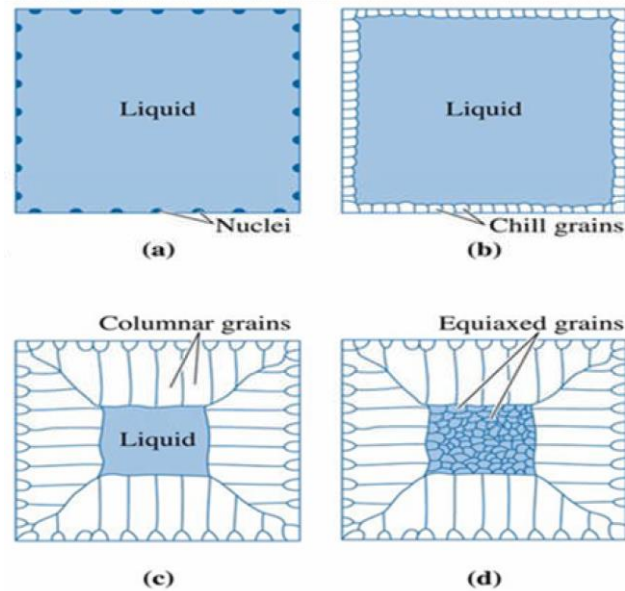 Liquid
Nuclei
(a)
Liquid
Chill grains
(b)
Columnar grains
Liquid
(c)
Equiaxed grains
(d)